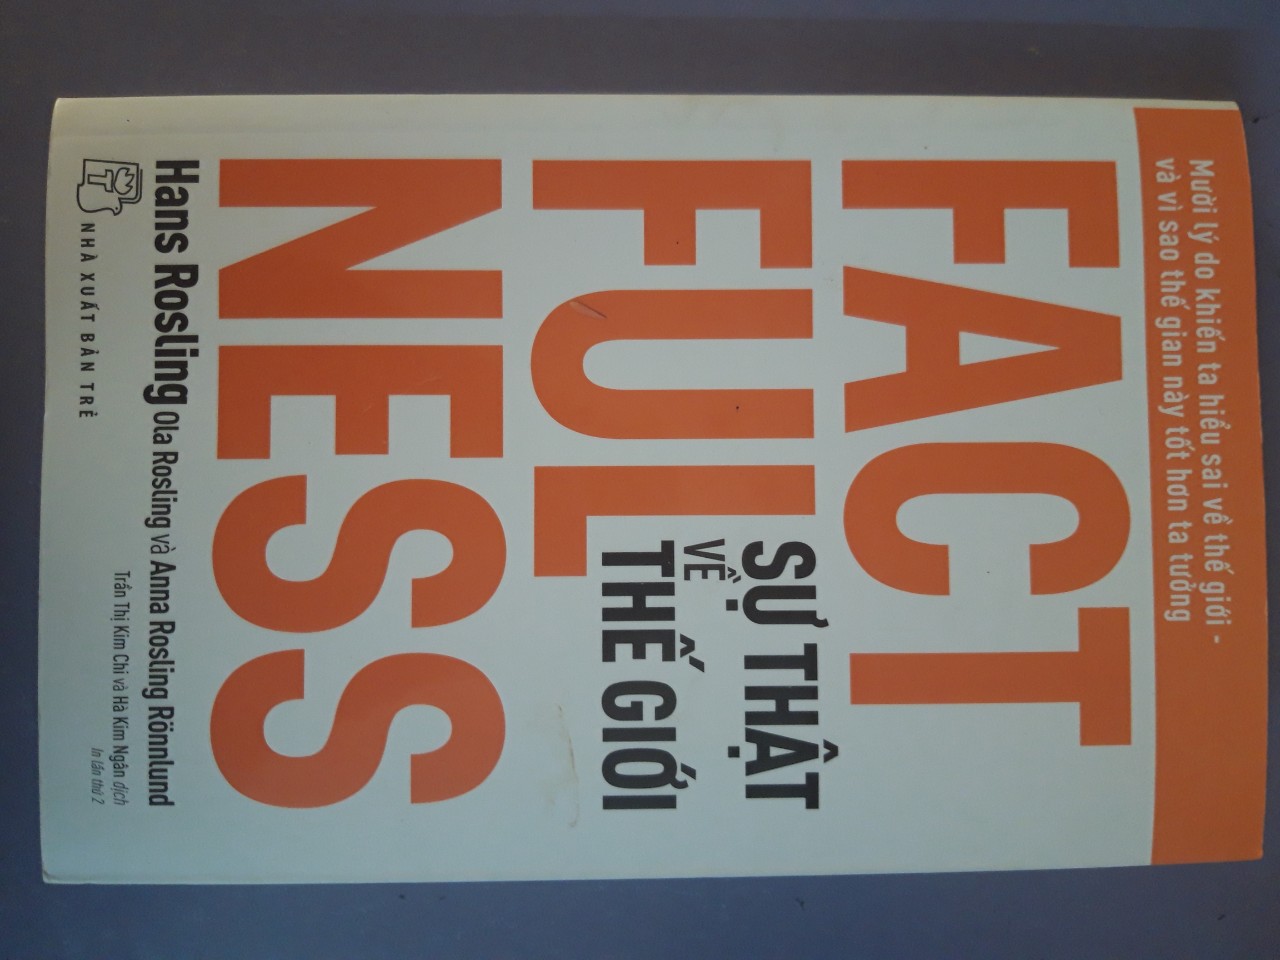 Mười lý do khiến ta hiểu sai về thế giới -
và vì sao thế gian này tốt hơn ta tưởng
FACT
FUL
SỰ THẬT
VỀ
THẾ GIỚI
NESS
Hans Rosling Ola Rosling và Anna Rosling Rönnlund
Trần Thị Kim Chi và Hà Kim Ngân dịch
In lần thứ 2
T
NHÀ XUẤT BẢN TRẺ